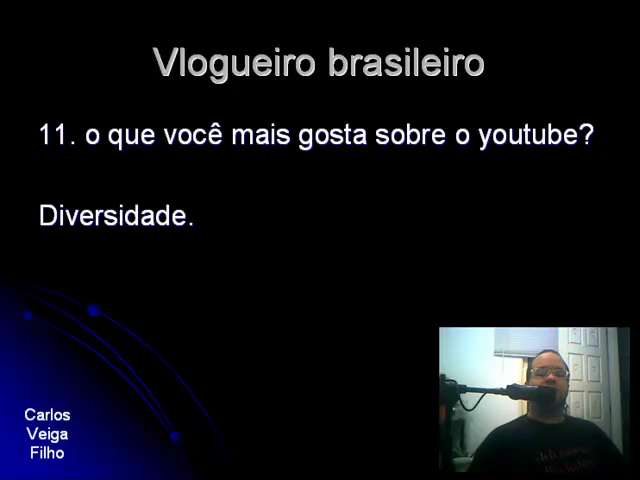 Vlogueiro brasileiro
11. o que você mais gosta sobre o youtube?
Diversidade.
Carlos
Veiga
Filho